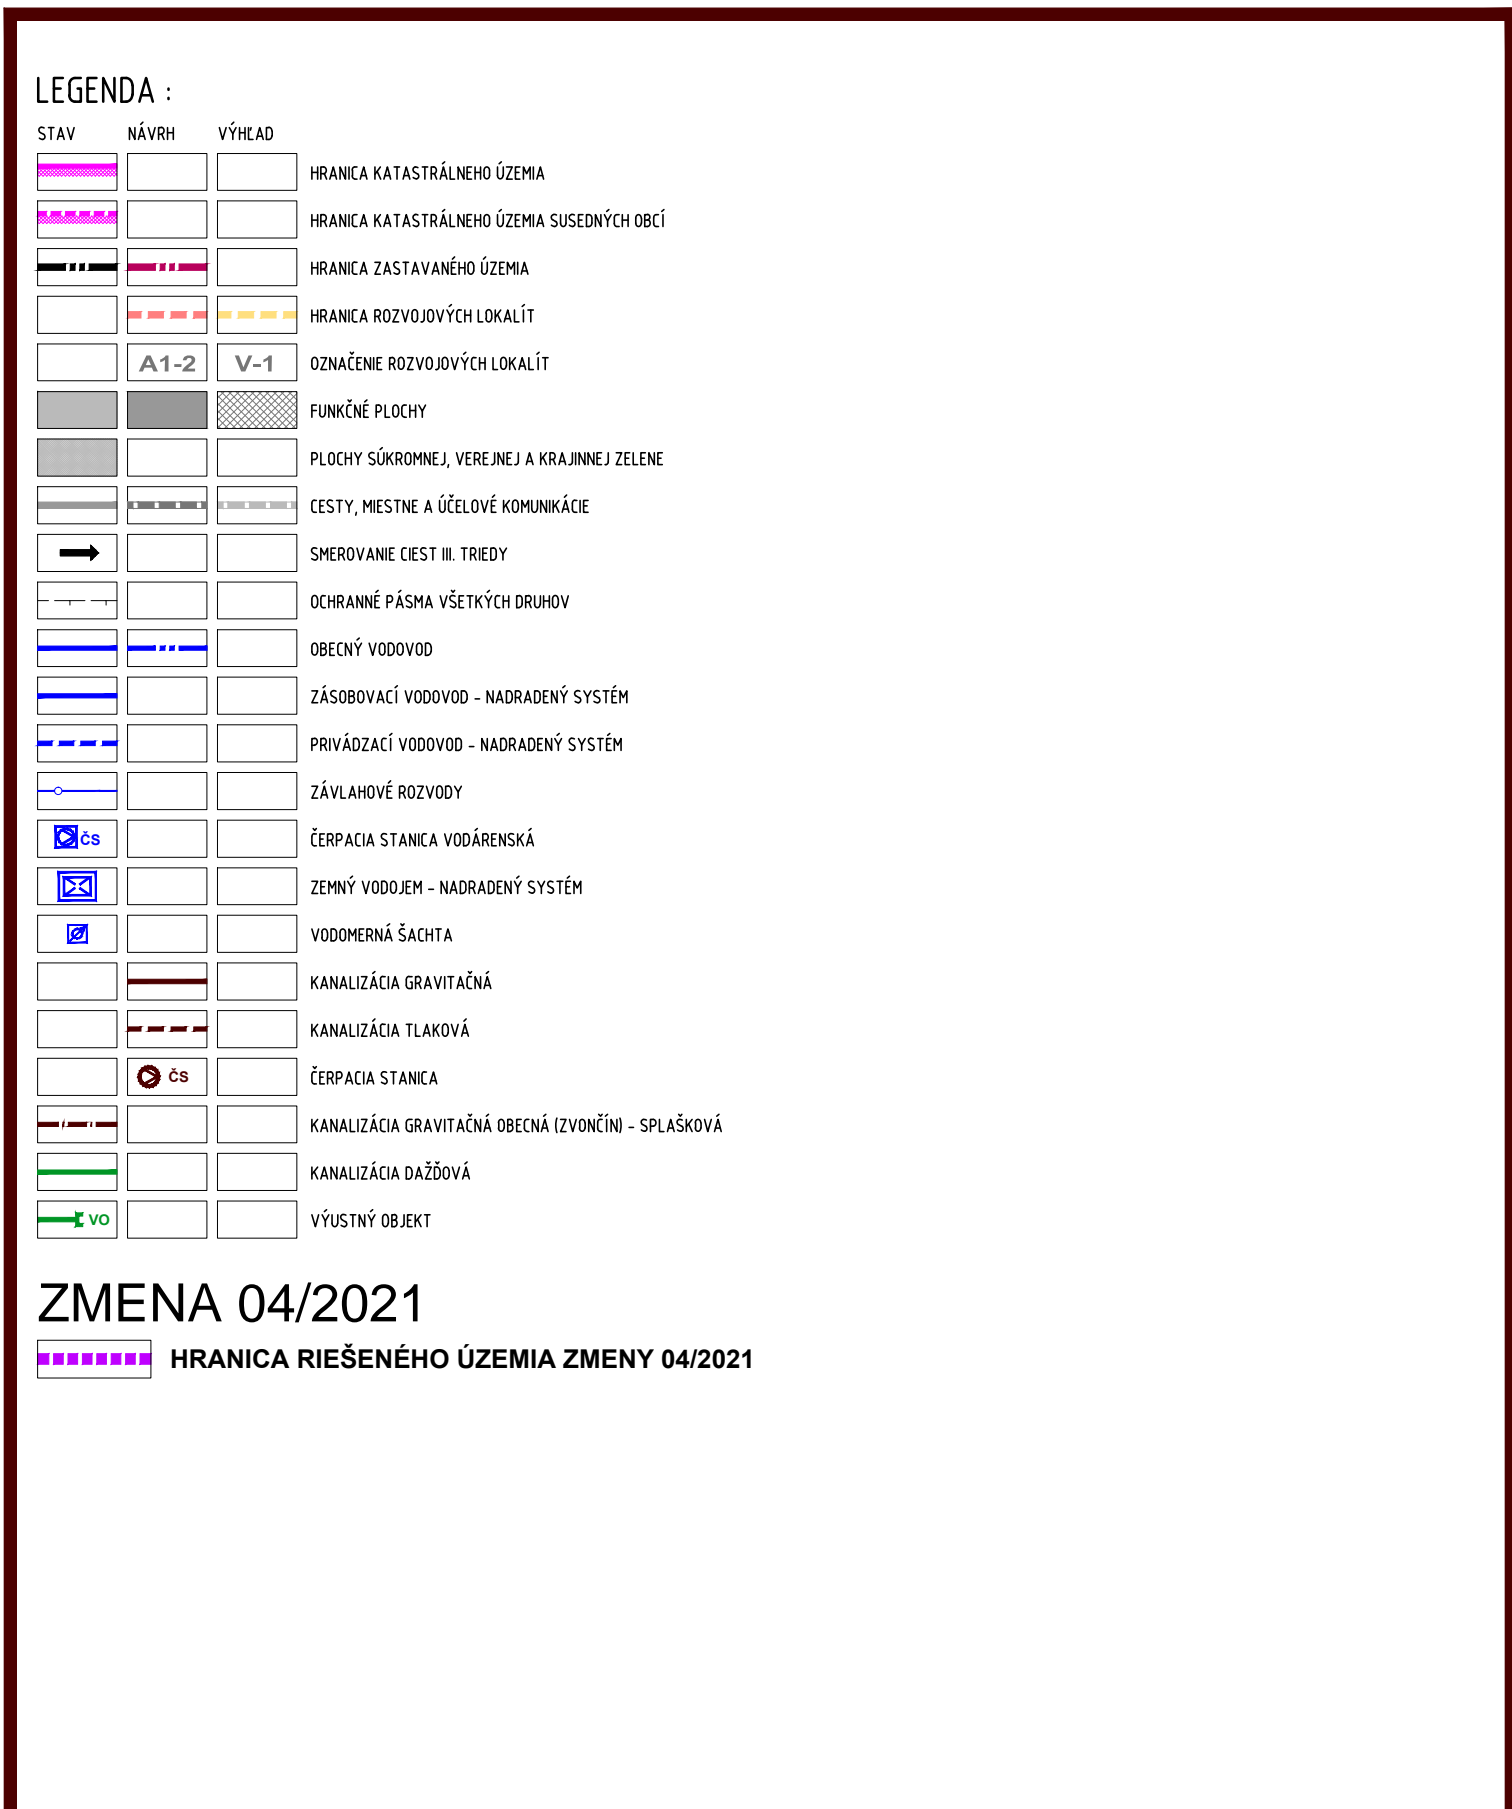 LEGENDA :
STAV NÁVRH VÝHĽAD
HRANICA KATASTRÁLNEHO ÚZEMIA
HRANICA KATASTRÁLNEHO ÚZEMIA SUSEDNÝCH OBCÍ
HRANICA ZASTAVANÉHO ÚZEMIA
HRANICA ROZVOJOVÝCH LOKALÍT
A1-2 V-1 OZNAČENIE ROZVOJOVÝCH LOKALÍT
FUNKČNÉ PLOCHY
PLOCHY SÚKROMNEJ, VEREJNEJ A KRAJINNEJ ZELENE
CESTY, MIESTNE A ÚČELOVÉ KOMUNIKÁCIE
SMEROVANIE CIEST III. TRIEDY
OCHRANNÉ PÁSMA VŠETKÝCH DRUHOV
OBECNÝ VODOVOD
ZÁSOBOVACÍ VODOVOD - NADRADENÝ SYSTÉM
PRIVÁDZACÍ VODOVOD - NADRADENÝ SYSTÉM
ZÁVLAHOVÉ ROZVODY
ČS ČERPACIA STANICA VODÁRENSKÁ
ZEMNÝ VODOJEM - NADRADENÝ SYSTÉM
VODOMERNÁ ŠACHTA
KANALIZÁCIA GRAVITAČNÁ
KANALIZÁCIA TLAKOVÁ
ČS ČERPACIA STANICA
KANALIZÁCIA GRAVITAČNÁ OBECNÁ (ZVONČÍN) - SPLAŠKOVÁ
KANALIZÁCIA DAŽĎOVÁ
VO VÝUSTNÝ OBJEKT
ZMENA 04/2021
HRANICA RIEŠENÉHO ÚZEMIA ZMENY 04/2021